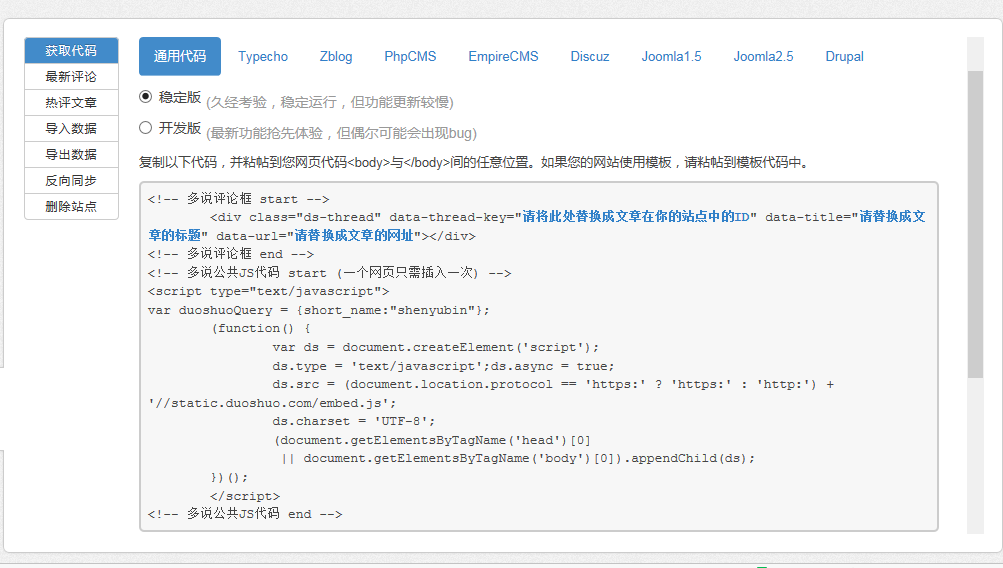 获取代码
最新评论
热评文章
导入数据
导出数据
反向同步
删除站点
通用代码 Typecho Zblog PhpCMS EmpireCMS Discuz Joomla1.5 Joomla2.5 Drupal
稳定版 (久经考验，稳定运行，但功能更新较慢)
开发版 (最新功能抢先体验，但偶尔可能会出现bug)
复制以下代码，并粘帖到您网页代码<body>与</body>间的任意位置。如果您的网站使用模板，请粘帖到模板代码中。
<!-- 多说评论框 start -->
<div class="ds-thread" data-thread-key="请将此处替换成文章在你的站点中的ID" data-title="请替换成文
章的标题" data-url="请替换成文章的网址"></div>
<!-- 多说评论框 end -->
<!-- 多说公共JS代码 start (一个网页只需插入一次) -->
<script type="text/javascript">
var duoshuoQuery = {short_name:"shenyubin"};
(function() {
var ds = document.createElement('script');
ds.type = 'text/javascript';ds.async = true;
ds.src = (document.location.protocol == 'https:' ? 'https:' : 'http:') +
'//static.duoshuo.com/embed.js';
ds.charset = 'UTF-8';
(document.getElementsByTagName('head')[0]
|| document.getElementsByTagName('body')[0]).appendChild(ds);
})();
</script>
<!-- 多说公共JS代码 end -->